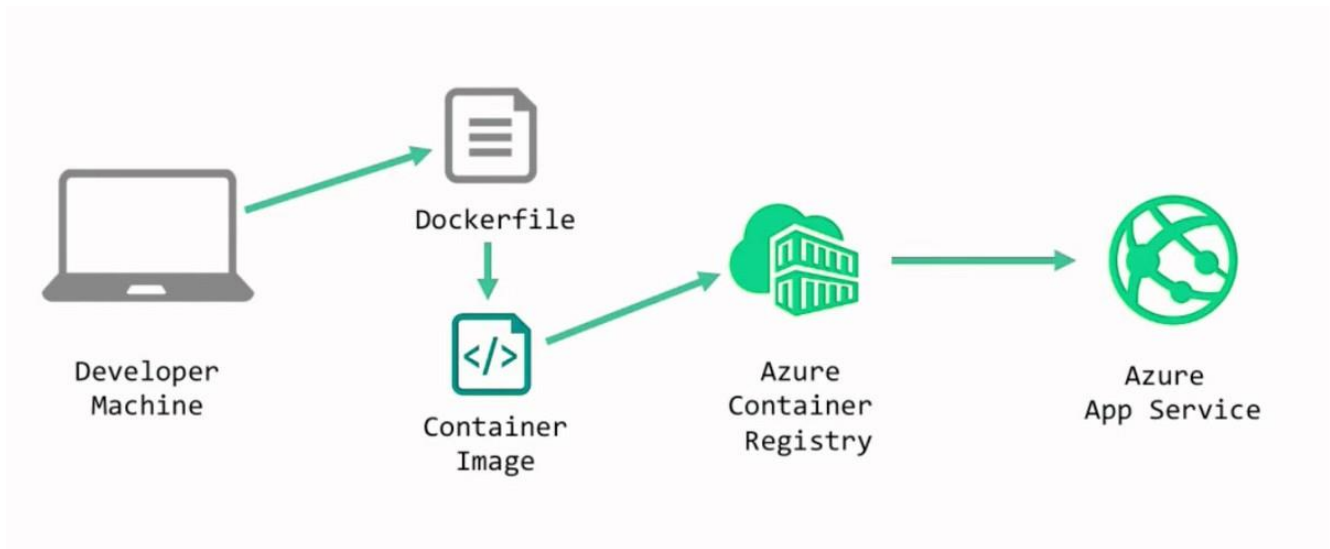 Dockerfile
Developer
Machine
</>
Container
Image
Azure
Container
Registry
Azure
App Service